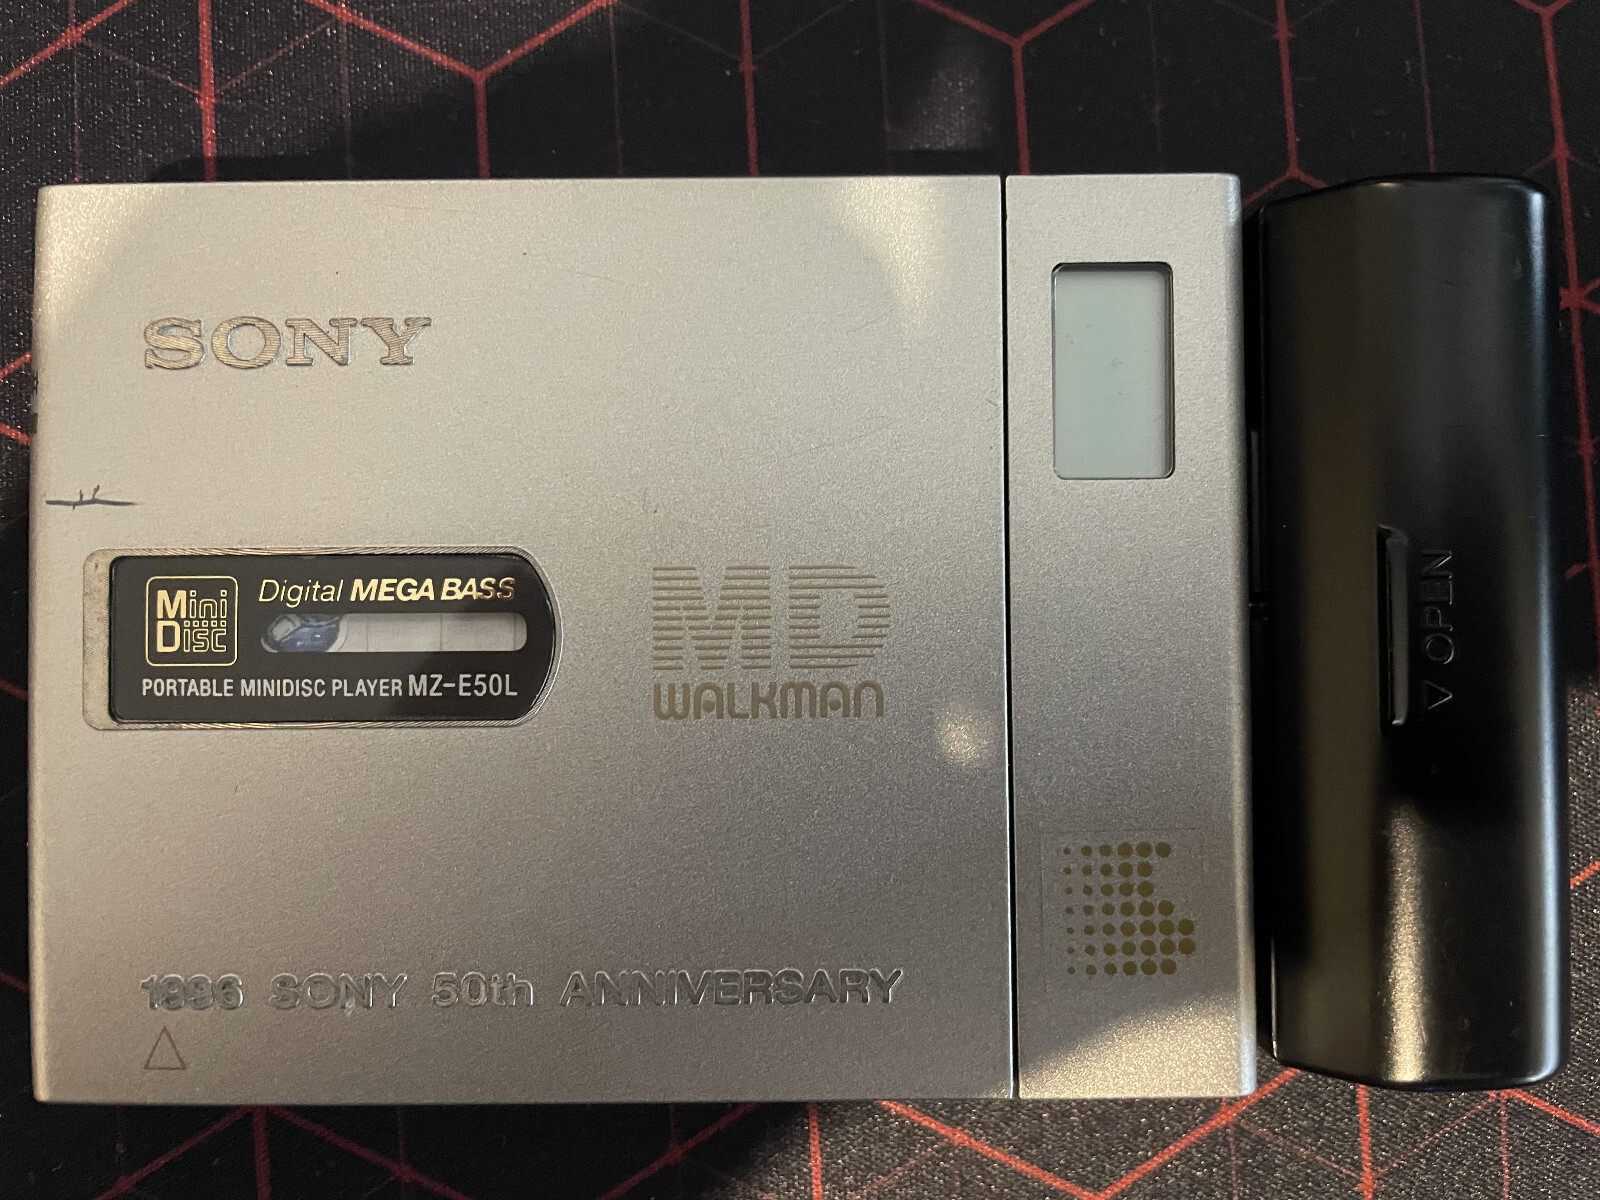 SONY
Mini
Disc
Digital MEGA BASS
PORTABLE MINIDISC PLAYER MZ-E50L
MD
WALKMAN
1996 SONY 50th ANNIVERSARY
OPEN